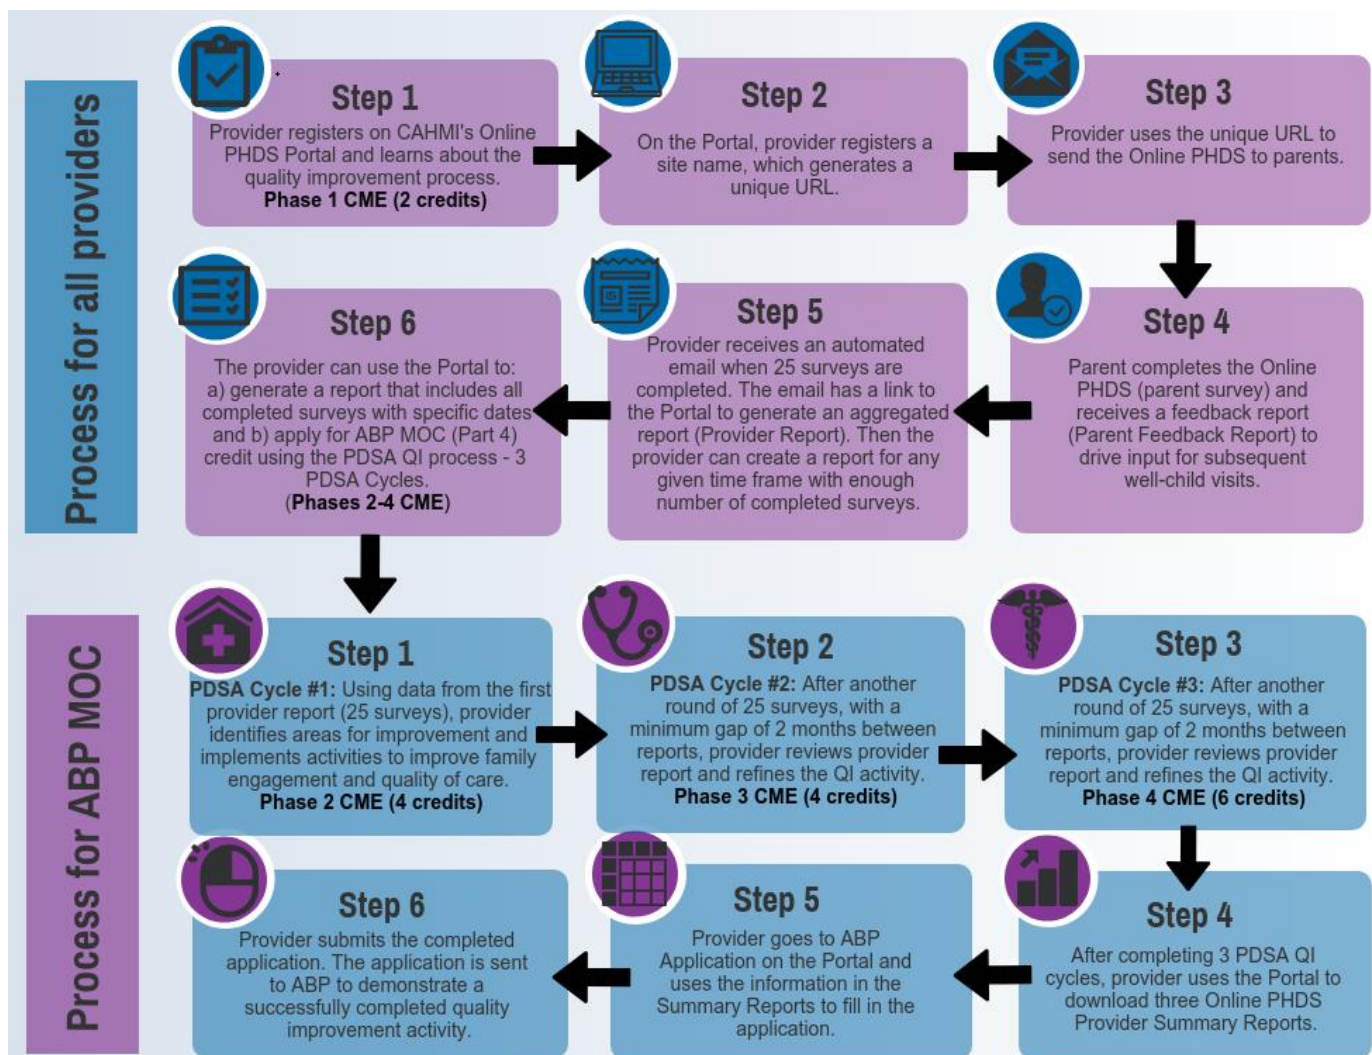 Process for all providers
Step 1
Provider registers on CAHMI's Online
PHDS Portal and learns about the
quality improvement process.
Phase 1 CME (2 credits)
Step 2
On the Portal, provider registers a
site name, which generates a
unique URL.
Step 3
Provider uses the unique URL to
send the Online PHDS to parents.
Step 4
Parent completes the Online
PHDS (parent survey) and
receives a feedback report
(Parent Feedback Report) to
drive input for subsequent
well-child visits.
Step 5
Provider receives an automated
email when 25 surveys are
completed. The email has a link to
the Portal to generate an aggregated
report (Provider Report). Then the
provider can create a report for any
given time frame with enough
number of completed surveys.
Step 6
The provider can use the Portal to:
a) generate a report that includes all
completed surveys with specific dates
and b) apply for ABP MOC (Part 4)
credit using the PDSA QI process - 3
PDSA Cycles.
(Phases 2-4 CME)
Process for ABP MOC
Step 1
PDSA Cycle #1: Using data from the first
provider report (25 surveys), provider
identifies areas for improvement and
implements activities to improve family
engagement and quality of care.
Phase 2 CME (4 credits)
Step 2
PDSA Cycle #2: After another
round of 25 surveys, with a
minimum gap of 2 months between
reports, provider reviews provider
report and refines the QI activity.
Phase 3 CME (4 credits)
Step 3
PDSA Cycle #3: After another
round of 25 surveys, with a
minimum gap of 2 months between
reports, provider reviews provider
report and refines the QI activity.
Phase 4 CME (6 credits)
Step 4
After completing 3 PDSA QI
cycles, provider uses the Portal to
download three Online PHDS
Provider Summary Reports.
Step 5
Provider goes to ABP
Application on the Portal and
uses the information in the
Summary Reports to fill in the
application.
Step 6
Provider submits the completed
application. The application is sent
to ABP to demonstrate a
successfully completed quality
improvement activity.